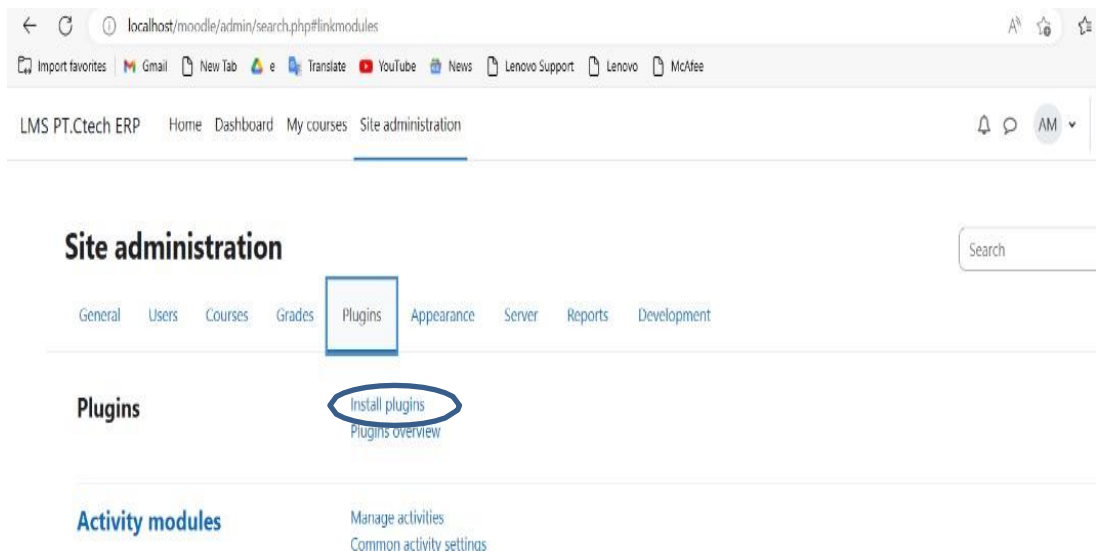 localhost/moodle/admin/search.php#linkmodules
Import favorites Gmail New Tab e Translate YouTube News Lenovo Support Lenovo McAfee
LMS PT.Ctech ERP Home Dashboard My courses Site administration AM
Site administration
Search
General Users Courses Grades Plugins Appearance Server Reports Development
Plugins Install plugins
Plugins overview
Activity modules Manage activities
Common activity settings